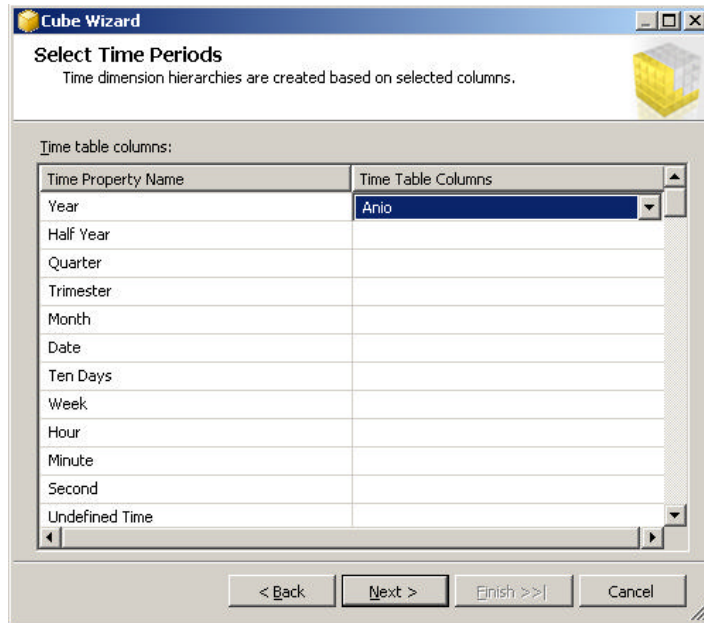 Cube Wizard
Select Time Periods
Time dimension hierarchies are created based on selected columns.
Time table columns:
Time Property Name Time Table Columns
Year Anio
Half Year
Quarter
Trimester
Month
Date
Ten Days
Week
Hour
Minute
Second
Undefined Time
< Back Next > Finish >>| Cancel